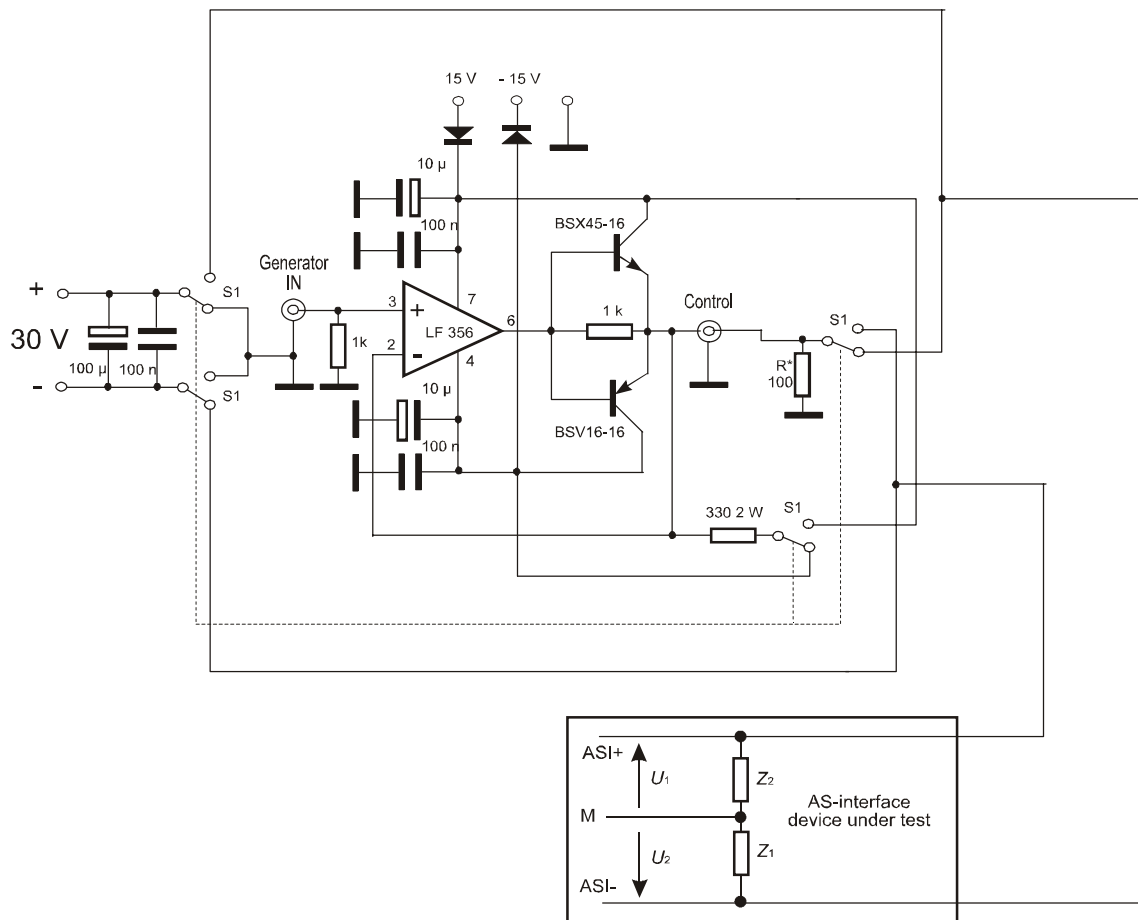 15 V
- 15 V
10 µ
100 n
BSX45-16
Generator
IN
Control
+
S1
3
+
7
LF 356
6
1 k
S1
30 V
1k
2
-
4
R*
100
100 µ
100 n
-
S1
10 µ
100 n
BSV16-16
330 2 W
S1
ASI+
U1
Z2
AS-interface
device under test
M
U2
Z1
ASI-